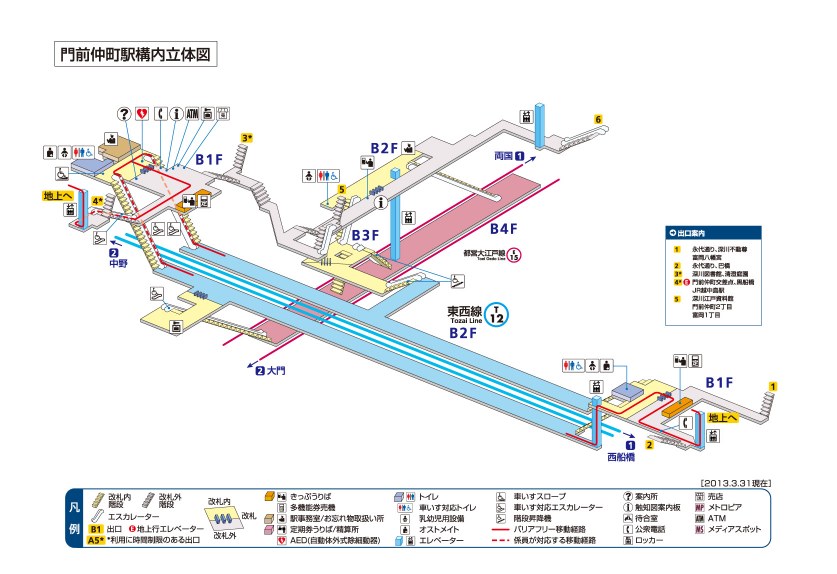 門前仲町駅構内立体図
3*
B1F
地上へ
4*
2
中野
5
B2F
6
両国 1
B4F
B3F
都営大江戸線
Toei Oedo Line
E
15
東西線
Tozai Line
T
12
B2F
2 大門
ATM
出口案内
1 永代通り、深川不動尊
富岡八幡宮
2 永代通り、巴橋
3* 深川図書館、清澄庭園
4* E 門前仲町交差点、黒船橋
JR越中島駅
5 深川江戸資料館
門前仲町2丁目
富岡1丁目
B1F
1
地上へ
2
1
西船橋
[2013.3.31現在]
凡例
改札内
階段
改札外
階段
エスカレーター
B1 出口 E 地上行エレベーター
A5* *利用に時間制限のある出口
改札内
改札
改札外
きっぷうりば
多機能券売機
駅事務室/お忘れ物取扱い所
定期券うりば/精算所
AED(自動体外式除細動器)
トイレ
車いす対応トイレ
乳幼児用設備
オストメイト
エレベーター
車いすスロープ
車いす対応エスカレーター
階段昇降機
バリアフリー移動経路
係員が対応する移動経路
案内所
触知図案内板
待合室
公衆電話
ロッカー
売店
メトロピア
ATM
メディアスポット